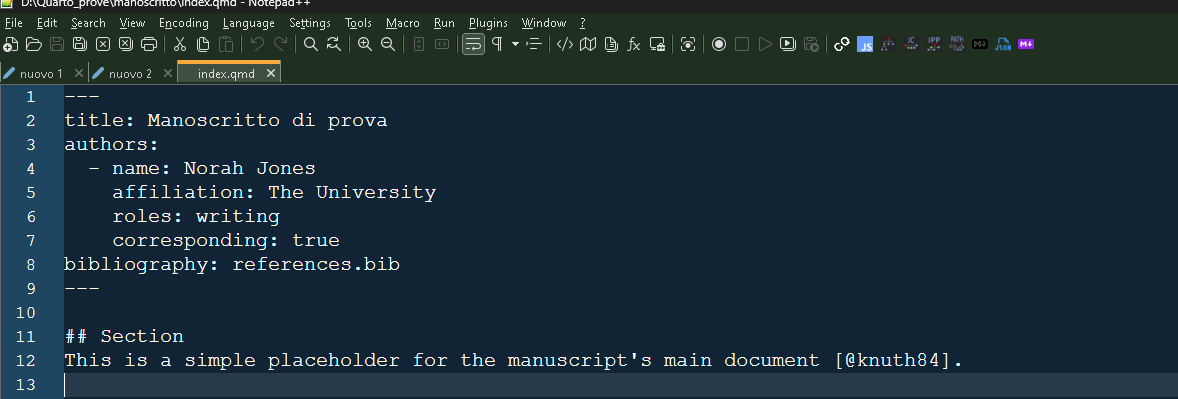 D:\Quarto_prove\manoscritto\index.qmd - Notepad++
File Edit Search View Encoding Language Settings Tools Macro Run Plugins Window ?
nuovo 1 nuovo 2 index.qmd
1 ---
2 title: Manoscritto di prova
3 authors:
4   - name: Norah Jones
5     affiliation: The University
6     roles: writing
7     corresponding: true
8 bibliography: references.bib
9 ---
10
11 ## Section
12 This is a simple placeholder for the manuscript's main document [@knuth84].
13